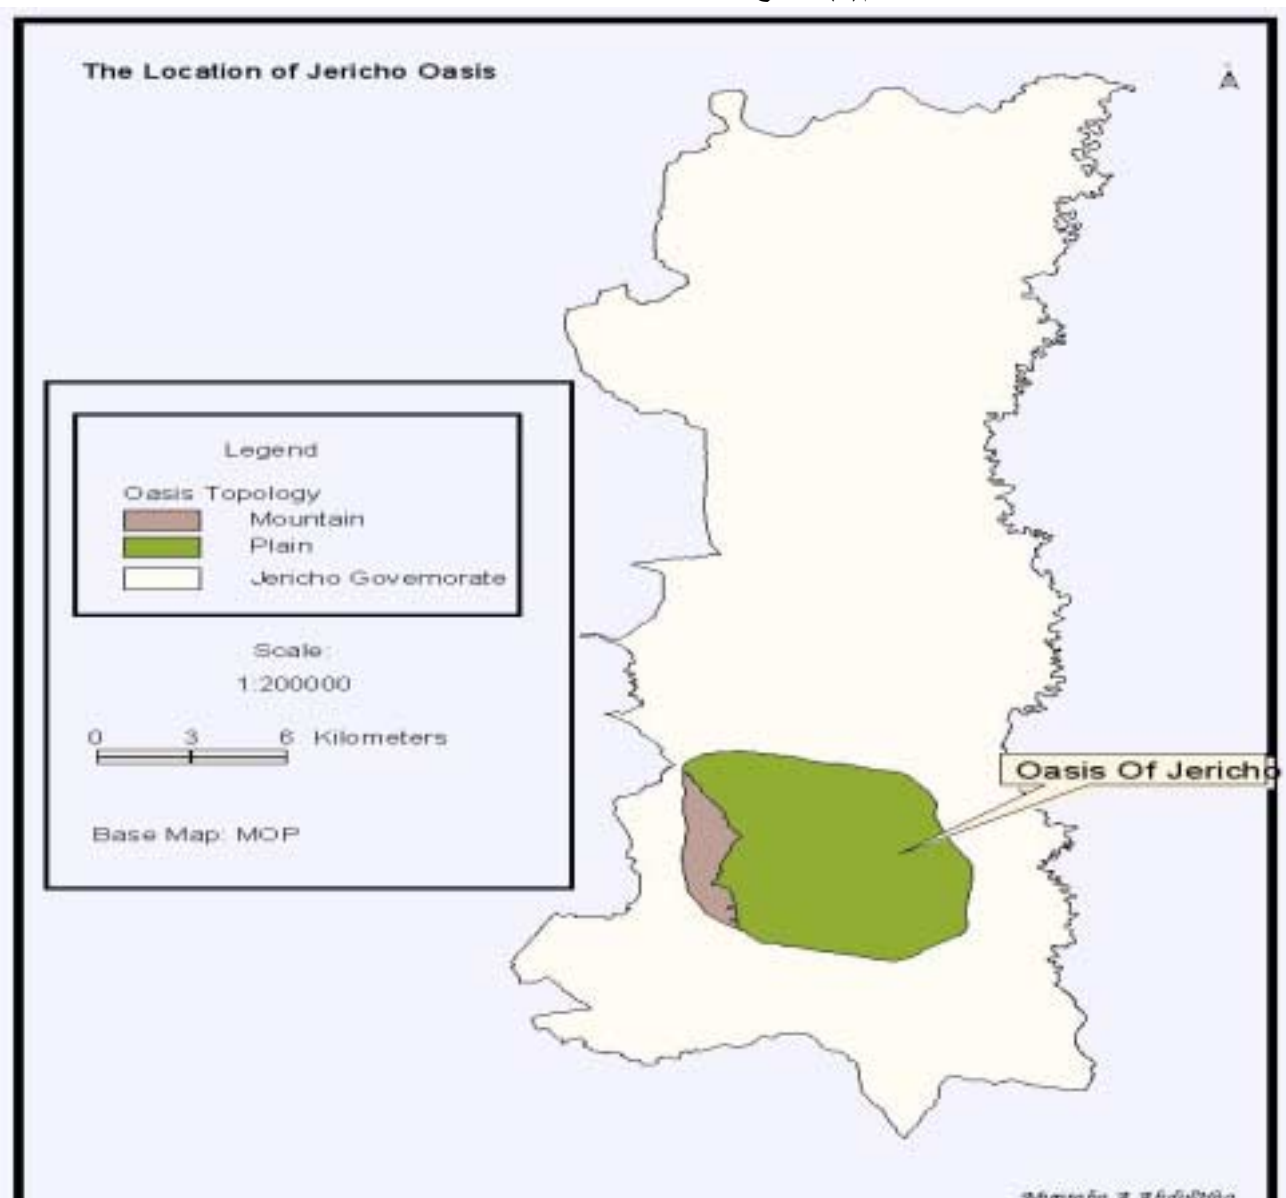 The Location of Jericho Oasis
Legend
Oasis Topology
Mountain
Plain
Jericho Governorate
Scale:
1:200000
0 3 6 Kilometers
Base Map: MOP
Oasis Of Jericho